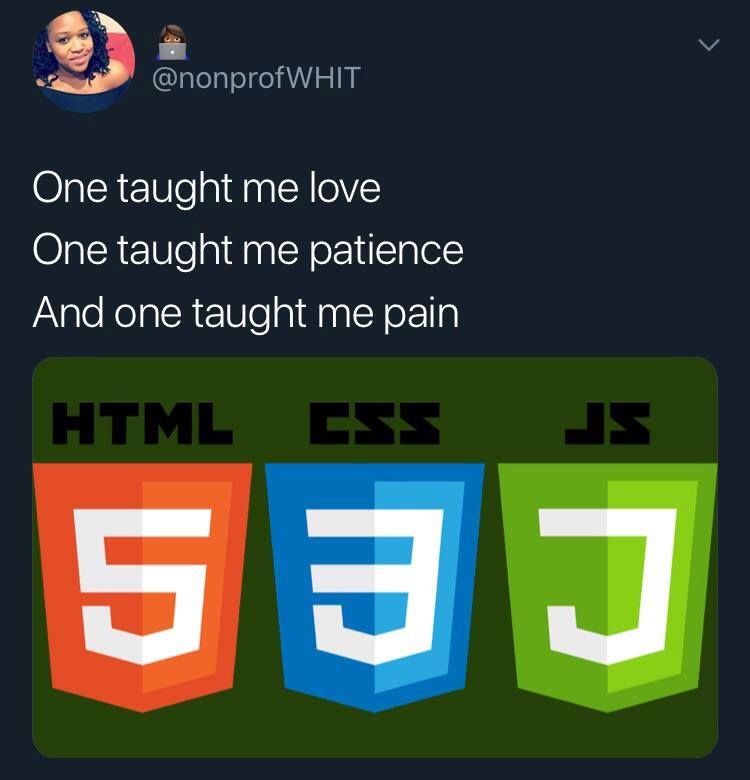 @nonprofWHIT
One taught me love
One taught me patience
And one taught me pain
HTML CSS JS
5 3 J